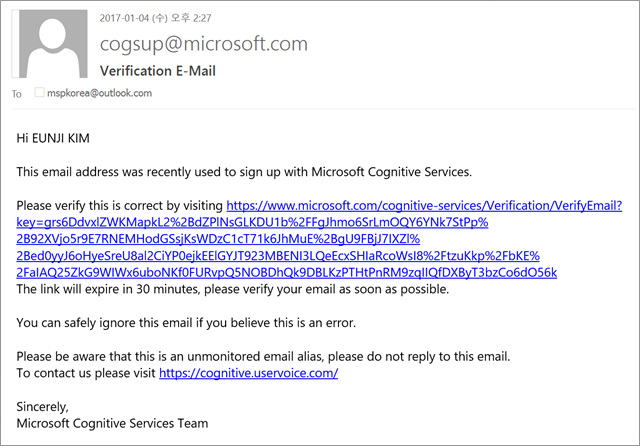 2017-01-04 (수) 오후 2:27
cogsup@microsoft.com
Verification E-Mail
To mspkorea@outlook.com
Hi EUNJI KIM
This email address was recently used to sign up with Microsoft Cognitive Services.
Please verify this is correct by visiting https://www.microsoft.com/cognitive-services/Verification/VerifyEmail?
key=grs6DdvxlZWKMapkL2%2BdZPlNsGLKDU1b%2FFgJhmo6SrLmOQY6YNk7StPp%
2B92XVjo5r9E7RNEMHodGSsjKsWDzC1cT71k6JhMuE%2BgU9FBjJ7IXZl%
2Bed0yyJ6oHyeSreU8al2CiYP0ejkEElGYJT923MBENI3LQeEcxSHIaRcoWsI8%2FtzuKkp%2FbKE%
2FaIAQ25ZkG9WIWx6uboNKf0FURvpQ5NOBDhQk9DBLKzPTHtPnRM9zqIIQfDXByT3bzCo6dO56k
The link will expire in 30 minutes, please verify your email as soon as possible.
You can safely ignore this email if you believe this is an error.
Please be aware that this is an unmonitored email alias, please do not reply to this email.
To contact us please visit https://cognitive.uservoice.com/
Sincerely,
Microsoft Cognitive Services Team